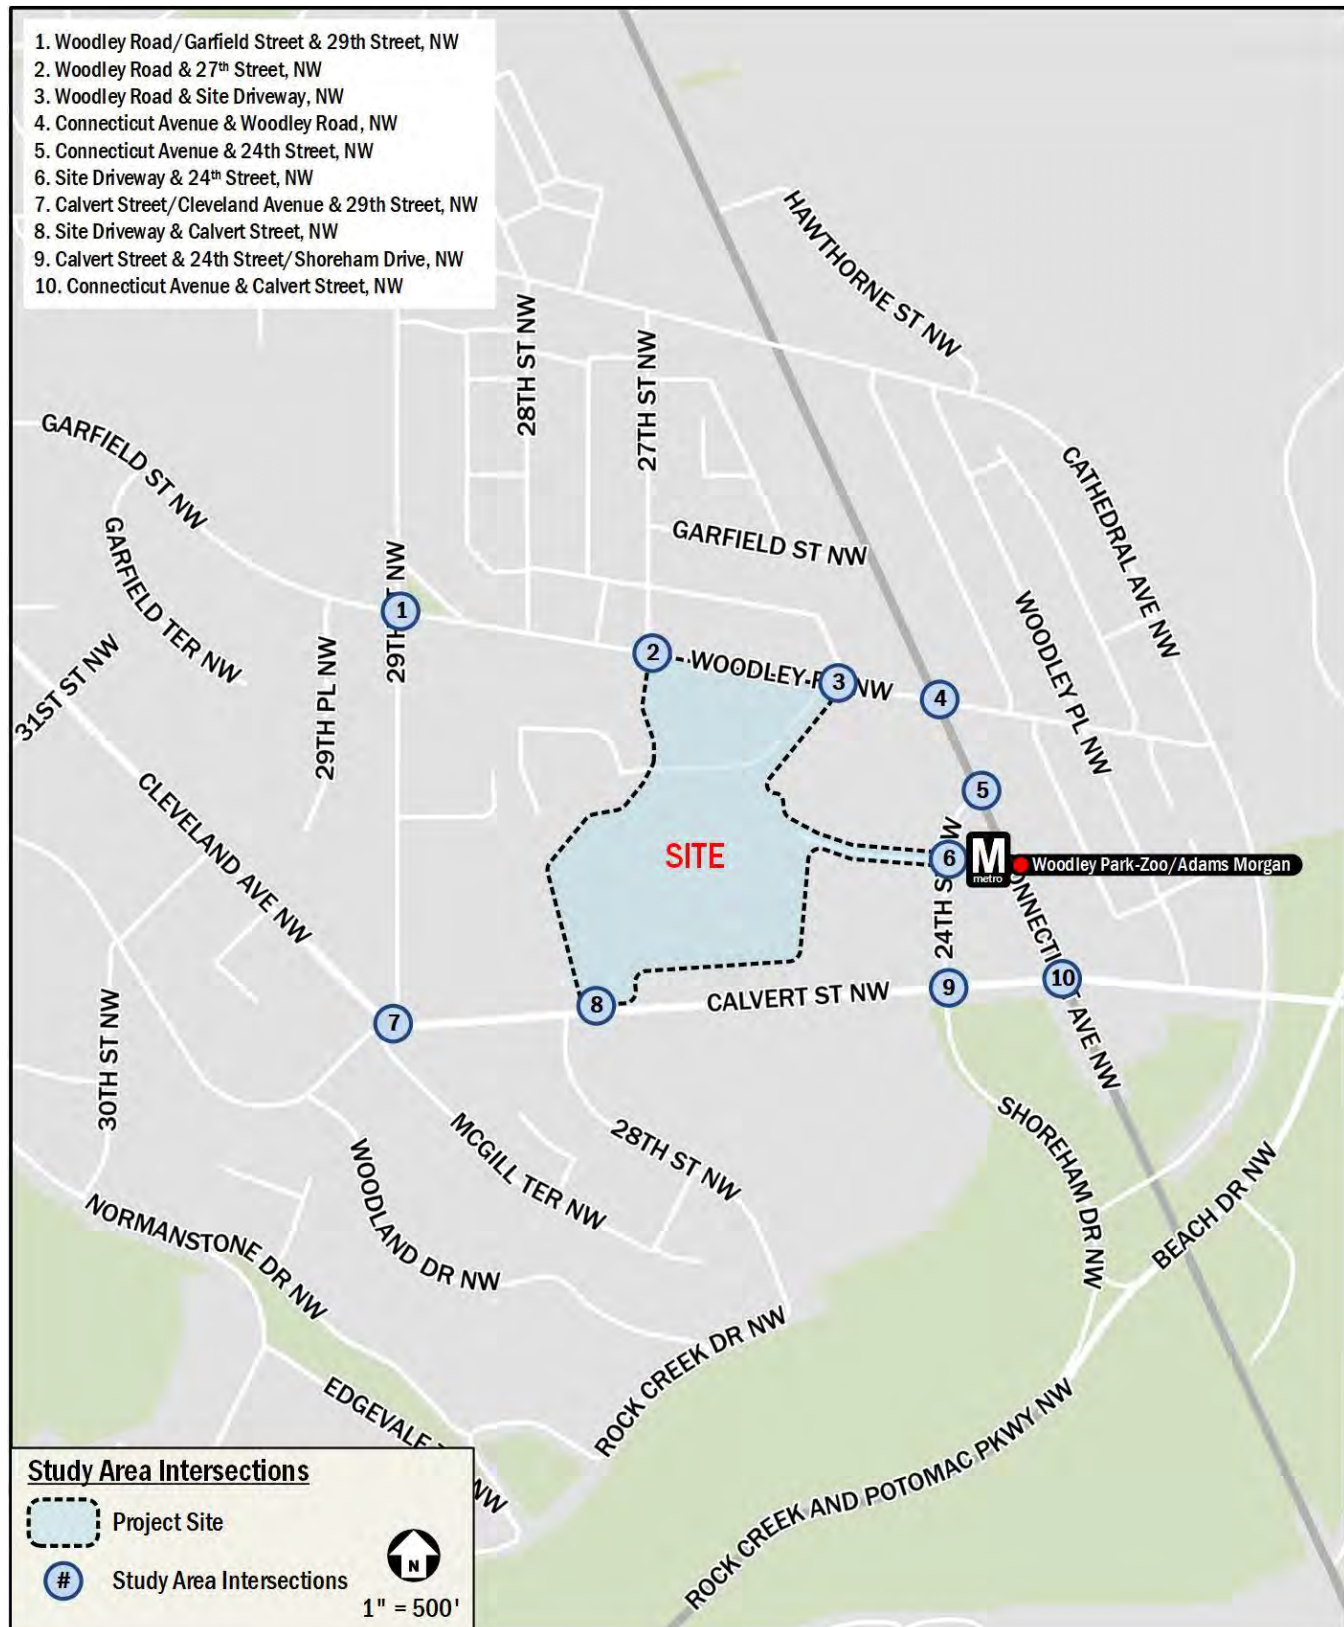 1. Woodley Road/Garfield Street & 29th Street, NW
2. Woodley Road & 27th Street, NW
3. Woodley Road & Site Driveway, NW
4. Connecticut Avenue & Woodley Road, NW
5. Connecticut Avenue & 24th Street, NW
6. Site Driveway & 24th Street, NW
7. Calvert Street/Cleveland Avenue & 29th Street, NW
8. Site Driveway & Calvert Street, NW
9. Calvert Street & 24th Street/Shoreham Drive, NW
10. Connecticut Avenue & Calvert Street, NW
HAWTHORNE ST NW
28TH ST NW
27TH ST NW
GARFIELD ST NW
CATHEDRAL AVE NW
GARFIELD ST NW
GARFIELD TER NW
29TH NW
1
WOODLEY PL NW
31ST ST NW
29TH PL NW
2
WOODLEY NW
3
4
CLEVELAND AVE NW
5
SITE
24TH S W
6
M
metro
Woodley Park-Zoo/Adams Morgan
ONNECTI T AVE NW
30TH ST NW
7
8
CALVERT ST NW
9
10
MCGILL TER NW
28TH ST NW
SHOREHAM DR NW
WOODLAND DR NW
BEACH DR NW
NORMANSTONE DR NW
ROCK CREEK DR NW
EDGEVALE NW
ROCK CREEK AND POTOMAC PKWY NW
Study Area Intersections
Project Site
# Study Area Intersections
N
1" = 500'